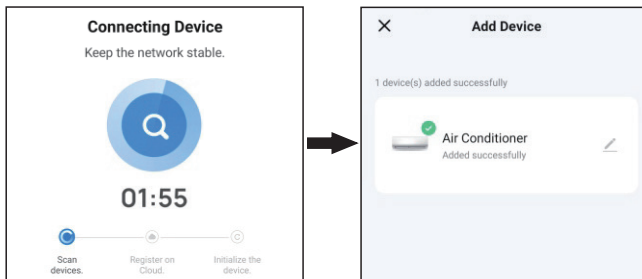 Connecting Device
Keep the network stable.
01:55
Scan
devices.
Register on
Cloud.
Initialize the
device.
Add Device
1 device(s) added successfully
Air Conditioner
Added successfully